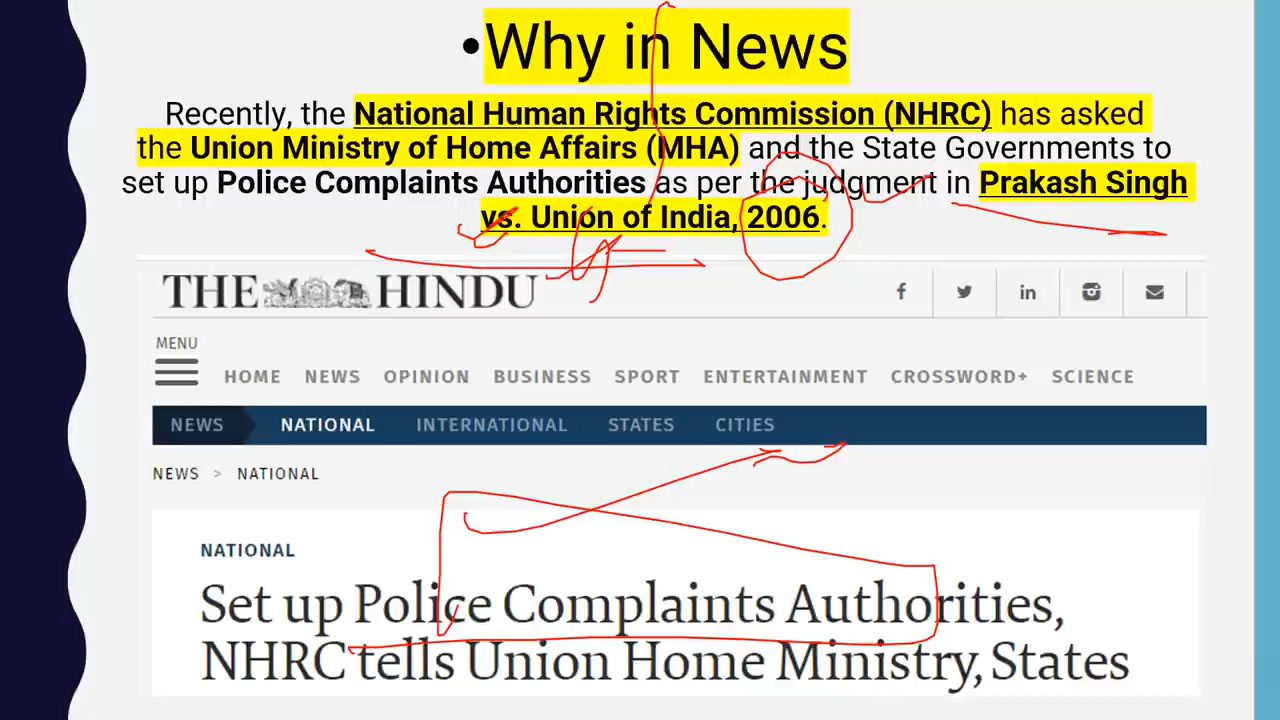 •Why in News
Recently, the National Human Rights Commission (NHRC) has asked
the Union Ministry of Home Affairs (MHA) and the State Governments to
set up Police Complaints Authorities as per the judgment in Prakash Singh
vs. Union of India, 2006.
THE HINDU
MENU
HOME NEWS OPINION BUSINESS SPORT ENTERTAINMENT CROSSWORD+ SCIENCE
NEWS NATIONAL INTERNATIONAL STATES CITIES
NEWS > NATIONAL
NATIONAL
Set up Police Complaints Authorities,
NHRC tells Union Home Ministry, States